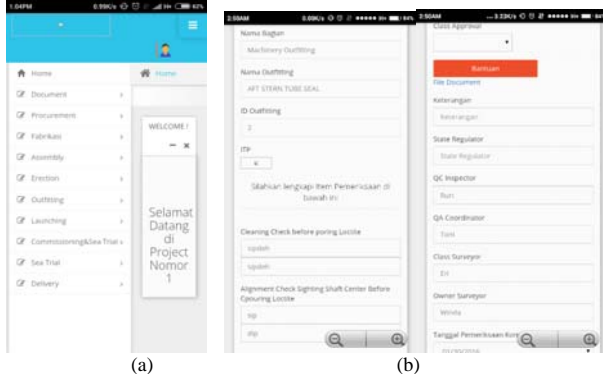 1:04PM
Home
Document
Procurement
Fabrikasi
Assembly
Erection
Outfitting
Launching
Commissioning&Sea Trial
Sea Trial
Delivery
Home
WELCOME !
Selamat
Datang
di
Project
Nomor
1
(a)
2:50AM
Nama Bagian
Machinery Outfitting
Nama Outfitting
AFT STERN TUBE SEAL
ID Outfitting
2
ITP
Silahkan lengkapi Item Pemeriksaan di
bawah ini
Cleaning Check before poring Loctite
Alignment Check Sighting Shaft Center Before
Cpouring Loctite
2:50AM
Class Approval
Bantuan
File Document
Keterangan
Keterangan
State Regulator
State Regulator
QC Inspector
QA Coordinator
Class Surveyor
Owner Surveyor
(b)